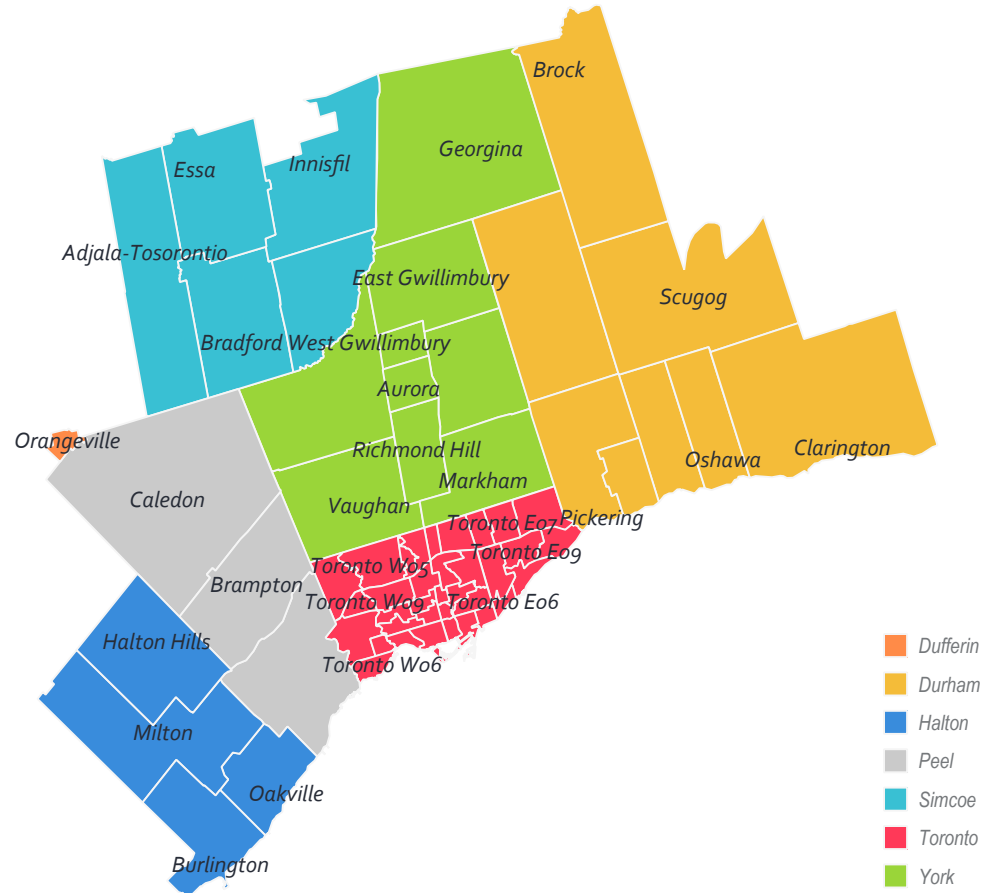 Brock
Georgina
Innisfil
Essa
Adjala-Tosorontio
East Gwillimbury
Scugog
Bradford West Gwillimbury
Aurora
Orangeville
Richmond Hill
Clarington
Oshawa
Markham
Caledon
Vaughan
Pickering
Toronto E07
Toronto E09
Toronto W05
Brampton
Toronto W09
Toronto E06
Halton Hills
Toronto W06
Milton
Oakville
Burlington
Dufferin
Durham
Halton
Peel
Simcoe
Toronto
York